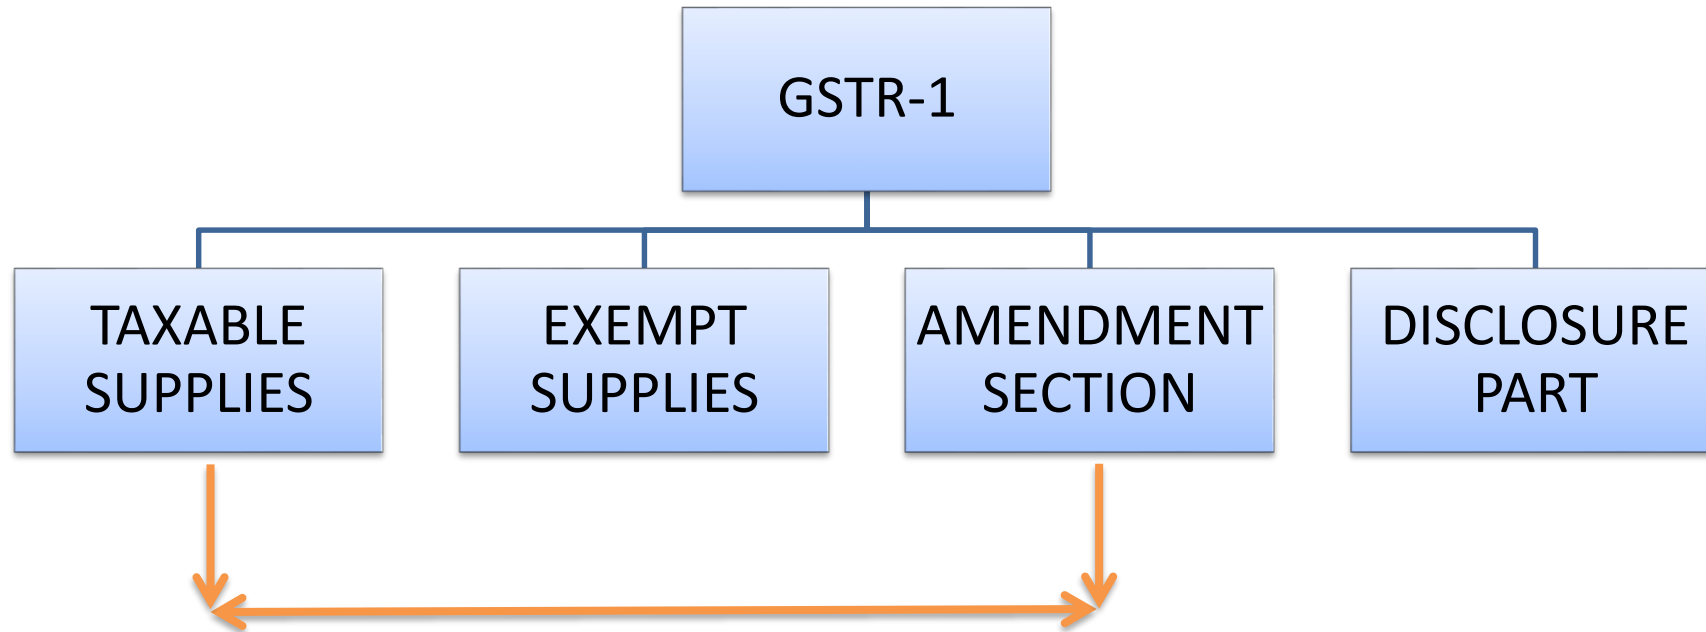 GSTR-1
TAXABLE
SUPPLIES
EXEMPT
SUPPLIES
AMENDMENT
SECTION
DISCLOSURE
PART